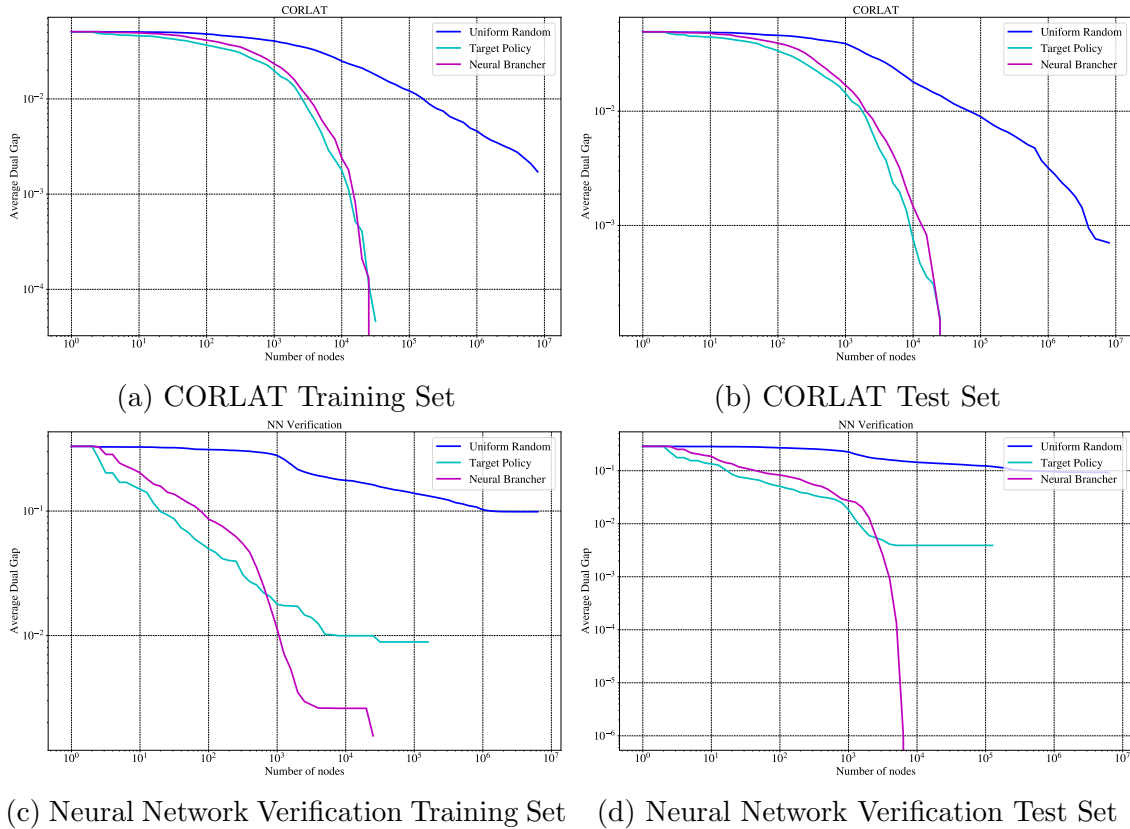 CORLAT
Uniform Random
Target Policy
Neural Brancher
Average Dual Gap
10^-2
10^-3
10^-4
10^0 10^1 10^2 10^3 10^4 10^5 10^6 10^7
Number of nodes
(a) CORLAT Training Set
CORLAT
Uniform Random
Target Policy
Neural Brancher
Average Dual Gap
10^-2
10^-3
10^0 10^1 10^2 10^3 10^4 10^5 10^6 10^7
Number of nodes
(b) CORLAT Test Set
NN Verification
Uniform Random
Target Policy
Neural Brancher
Average Dual Gap
10^-1
10^-2
10^0 10^1 10^2 10^3 10^4 10^5 10^6 10^7
Number of nodes
(c) Neural Network Verification Training Set
NN Verification
Uniform Random
Target Policy
Neural Brancher
Average Dual Gap
10^-1
10^-2
10^-3
10^-4
10^-5
10^-6
10^0 10^1 10^2 10^3 10^4 10^5 10^6 10^7
Number of nodes
(d) Neural Network Verification Test Set